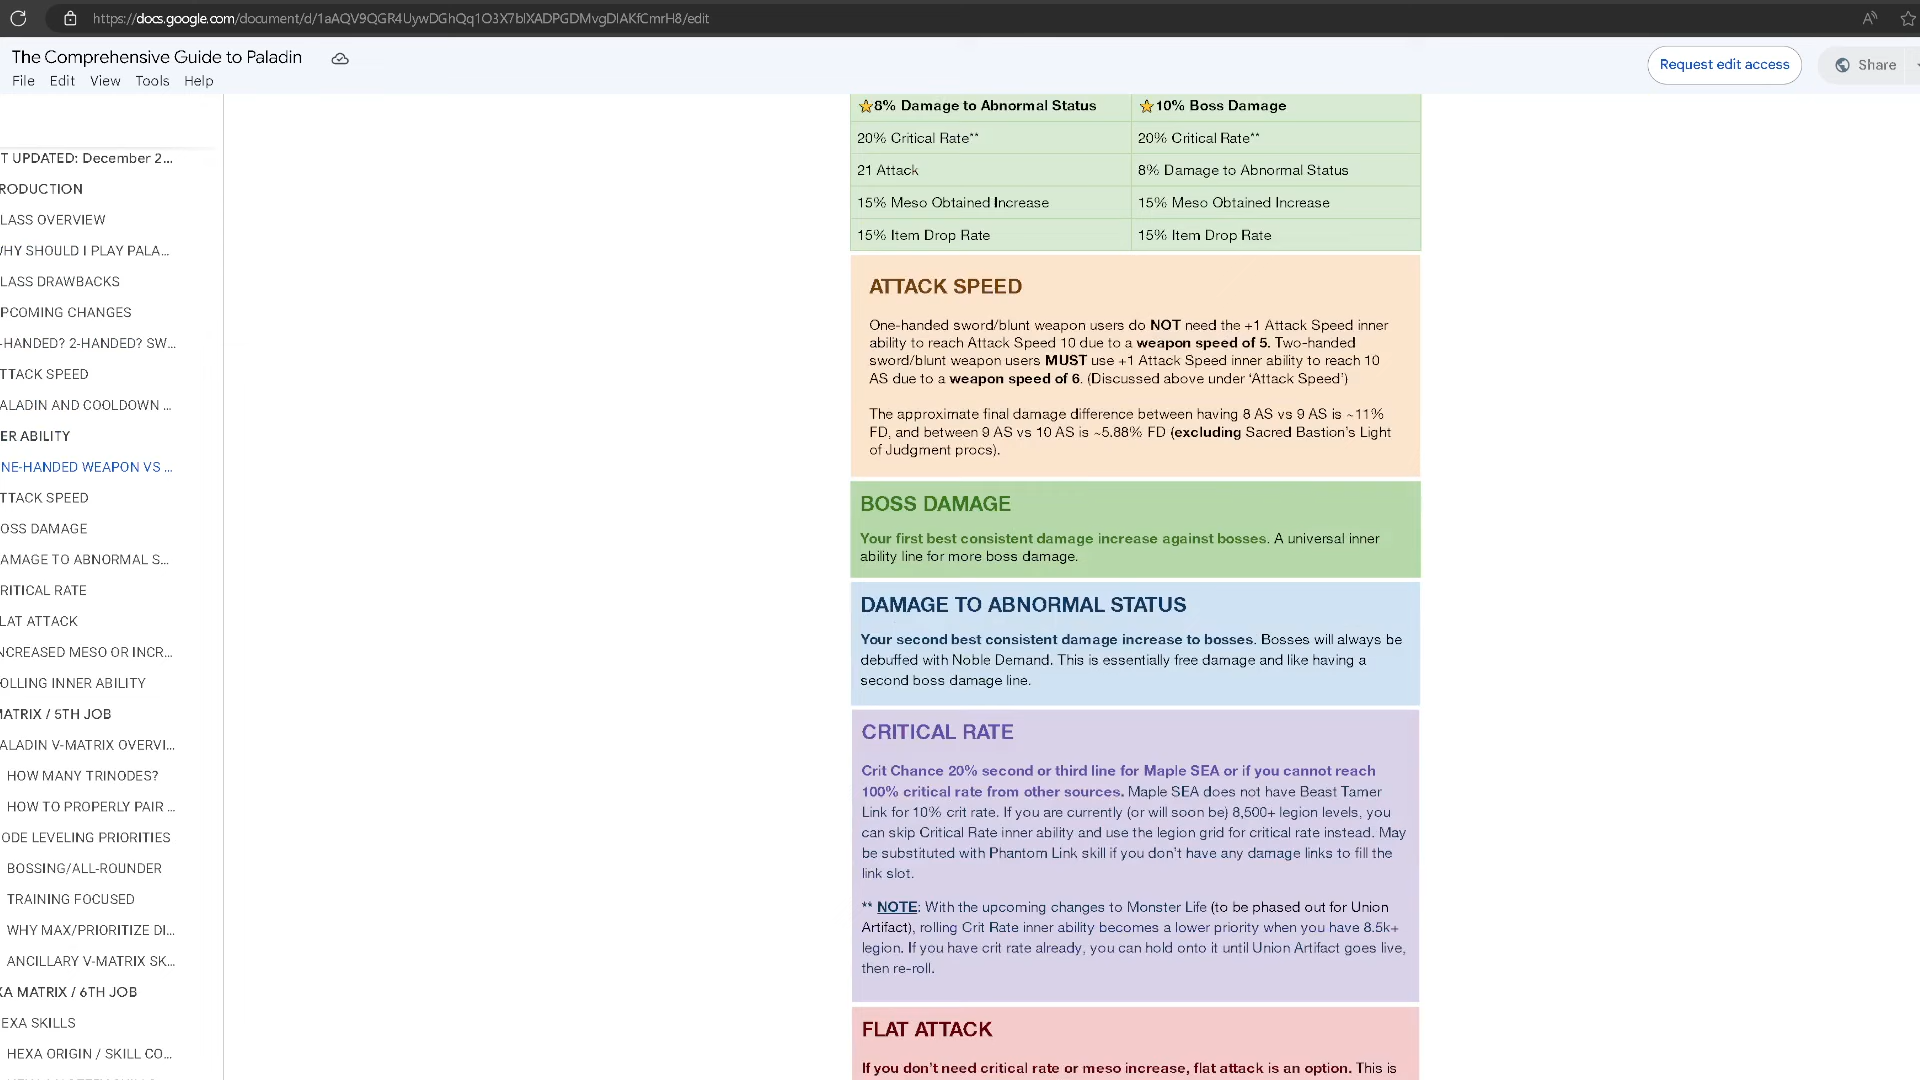 https://docs.google.com/document/d/1aAQV9QGR4UywDGhQq1O3X7blXADPGDMvgDIAKfCmrH8/edit
The Comprehensive Guide to Paladin
File Edit View Tools Help
Request edit access
Share
T UPDATED: December 2...
RODUCTION
LASS OVERVIEW
WHY SHOULD I PLAY PALA...
LASS DRAWBACKS
PCOMING CHANGES
-HANDED? 2-HANDED? SW...
TTACK SPEED
ALADIN AND COOLDOWN ...
ER ABILITY
NE-HANDED WEAPON VS ...
TTACK SPEED
OSS DAMAGE
AMAGE TO ABNORMAL S...
RITICAL RATE
LAT ATTACK
NCREASED MESO OR INCR...
OLLING INNER ABILITY
MATRIX / 5TH JOB
ALADIN V-MATRIX OVERVI...
HOW MANY TRINODES?
HOW TO PROPERLY PAIR ...
ODE LEVELING PRIORITIES
BOSSING/ALL-ROUNDER
TRAINING FOCUSED
WHY MAX/PRIORITIZE DI...
ANCILLARY V-MATRIX SK...
XA MATRIX / 6TH JOB
EXA SKILLS
HEXA ORIGIN / SKILL CO...
⭐8% Damage to Abnormal Status ⭐10% Boss Damage
20% Critical Rate** 20% Critical Rate**
21 Attack 8% Damage to Abnormal Status
15% Meso Obtained Increase 15% Meso Obtained Increase
15% Item Drop Rate 15% Item Drop Rate
ATTACK SPEED
One-handed sword/blunt weapon users do NOT need the +1 Attack Speed inner
ability to reach Attack Speed 10 due to a weapon speed of 5. Two-handed
sword/blunt weapon users MUST use +1 Attack Speed inner ability to reach 10
AS due to a weapon speed of 6. (Discussed above under ‘Attack Speed’)
The approximate final damage difference between having 8 AS vs 9 AS is ~11%
FD, and between 9 AS vs 10 AS is ~5.88% FD (excluding Sacred Bastion’s Light
of Judgment procs).
BOSS DAMAGE
Your first best consistent damage increase against bosses. A universal inner
ability line for more boss damage.
DAMAGE TO ABNORMAL STATUS
Your second best consistent damage increase to bosses. Bosses will always be
debuffed with Noble Demand. This is essentially free damage and like having a
second boss damage line.
CRITICAL RATE
Crit Chance 20% second or third line for Maple SEA or if you cannot reach
100% critical rate from other sources. Maple SEA does not have Beast Tamer
Link for 10% crit rate. If you are currently (or will soon be) 8,500+ legion levels, you
can skip Critical Rate inner ability and use the legion grid for critical rate instead. May
be substituted with Phantom Link skill if you don’t have any damage links to fill the
link slot.
** NOTE: With the upcoming changes to Monster Life (to be phased out for Union
Artifact), rolling Crit Rate inner ability becomes a lower priority when you have 8.5k+
legion. If you have crit rate already, you can hold onto it until Union Artifact goes live,
then re-roll.
FLAT ATTACK
If you don’t need critical rate or meso increase, flat attack is an option. This is